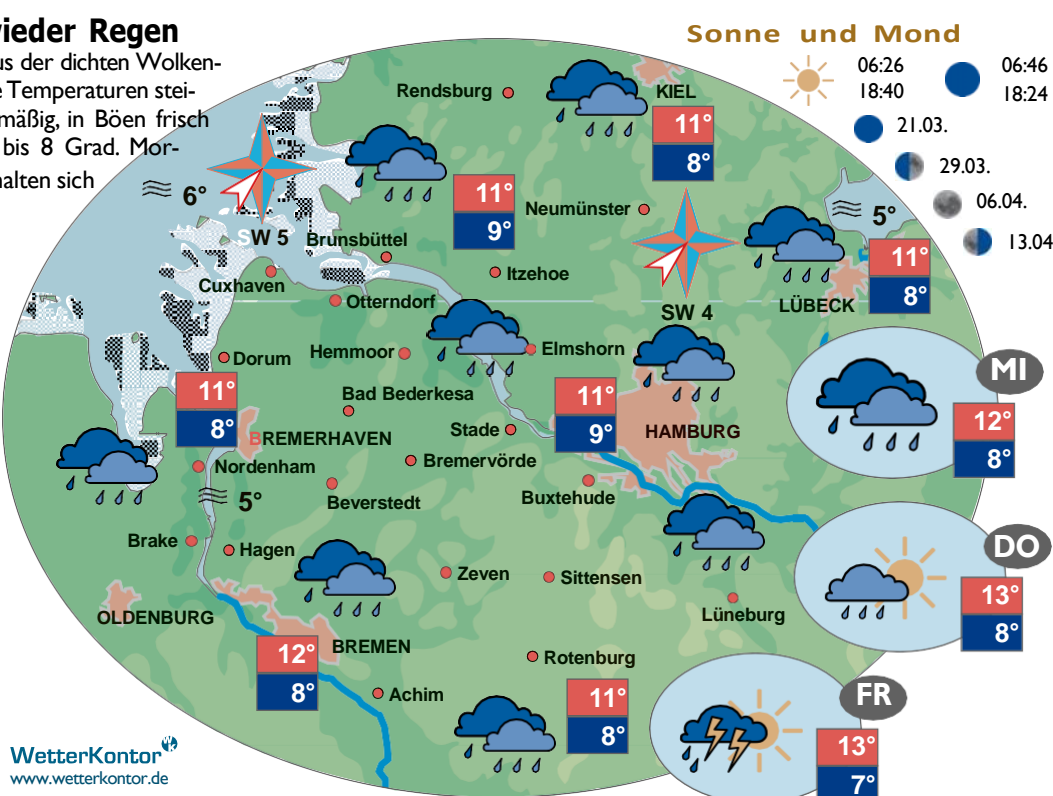 wieder Regen
us der dichten Wolken-
e Temperaturen stei-
mäßig, in Böen frisch
bis 8 Grad. Mor-
halten sich
Sonne und Mond
06:26
18:40
06:46
18:24
21.03.
29.03.
06.04.
13.04
Rendsburg
KIEL
11°
8°
6°
11°
9°
Neumünster
5°
SW 5
Brunsbüttel
Itzehoe
11°
8°
Cuxhaven
Otterndorf
LÜBECK
SW 4
Dorum
Hemmoor
Elmshorn
MI
12°
8°
11°
8°
Bad Bederkesa
11°
9°
BREMERHAVEN
Stade
HAMBURG
Nordenham
Bremervörde
5°
Beverstedt
Buxtehude
Brake
Hagen
DO
13°
8°
Zeven
Sittensen
OLDENBURG
Lüneburg
BREMEN
12°
8°
Rotenburg
Achim
11°
8°
FR
13°
7°
WetterKontor
www.wetterkontor.de